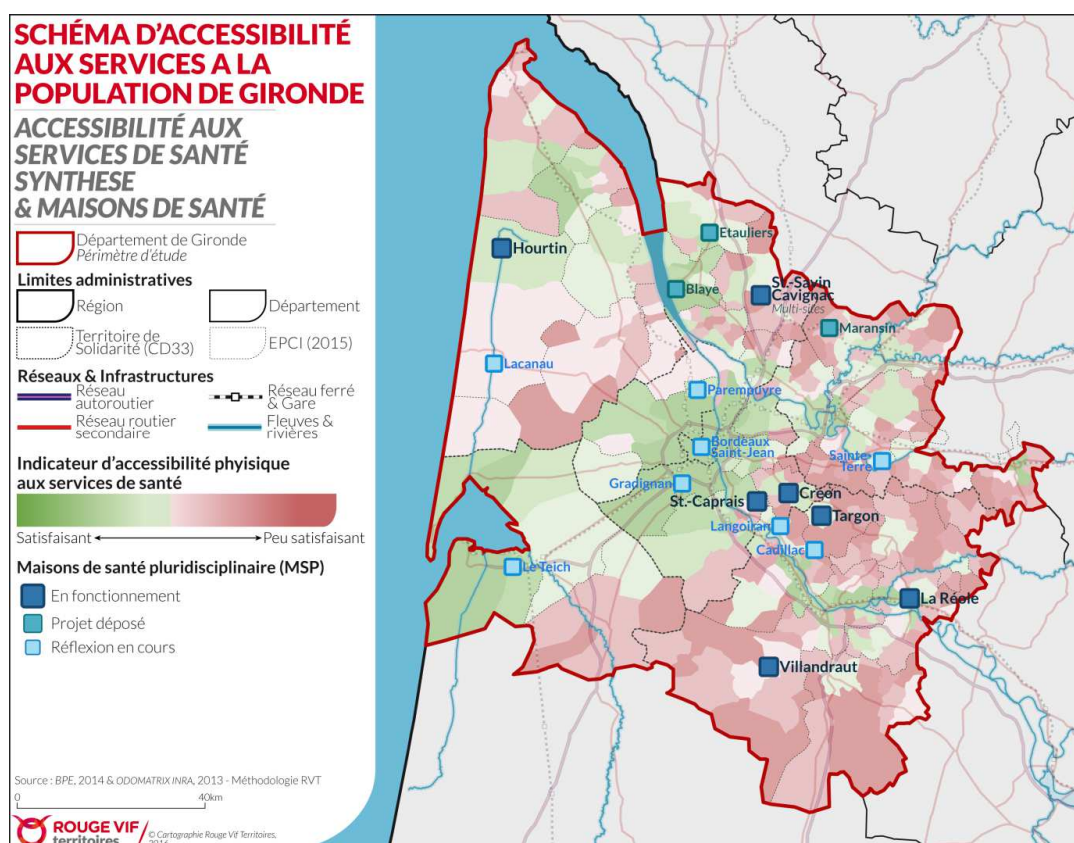 SCHÉMA D'ACCESSIBILITÉ
AUX SERVICES A LA
POPULATION DE GIRONDE
ACCESSIBILITÉ AUX
SERVICES DE SANTÉ
SYNTHESE
& MAISONS DE SANTÉ
Département de Gironde
Périmètre d'étude
Limites administratives
Région
Département
Territoire de
Solidarité (CD33)
EPCI (2015)
Réseaux & Infrastructures
Réseau
autoroutier
Réseau ferré
& Gare
Réseau routier
secondaire
Fleuves &
rivières
Indicateur d'accessibilité phyisique
aux services de santé
Satisfaisant
Peu satisfaisant
Maisons de santé pluridisciplinaire (MSP)
En fonctionnement
Projet déposé
Réflexion en cours
Source : BPE, 2014 & ODOMATRIX INRA, 2013 - Méthodologie RVT
0 40km
ROUGE VIF
territoires
© Cartographie Rouge Vif Territoires,
2016
Etauliers
Hourtin
Blaye
St.-Savin
Cavignac
Multi-sites
Maransin
Lacanau
Parempuyre
Bordeaux
Saint-Jean
Sainte-
Terre
Gradignan
St.-Caprais
Créon
Targon
Langoiran
Cadillac
Le Teich
La Réole
Villandraut